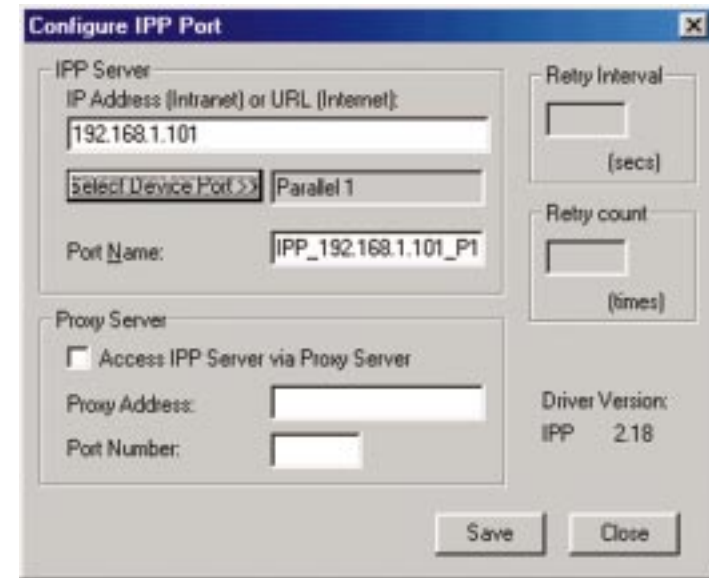 Configure IPP Port
IPP Server
IP Address (Intranet) or URL (Internet):
192.168.1.101
Select Device Port >>
Parallel 1
Port Name:
IPP_192.168.1.101_P1
Proxy Server
Access IPP Server via Proxy Server
Proxy Address:
Port Number:
Retry Interval
(secs)
Retry count
(times)
Driver Version:
IPP 2.18
Save
Close